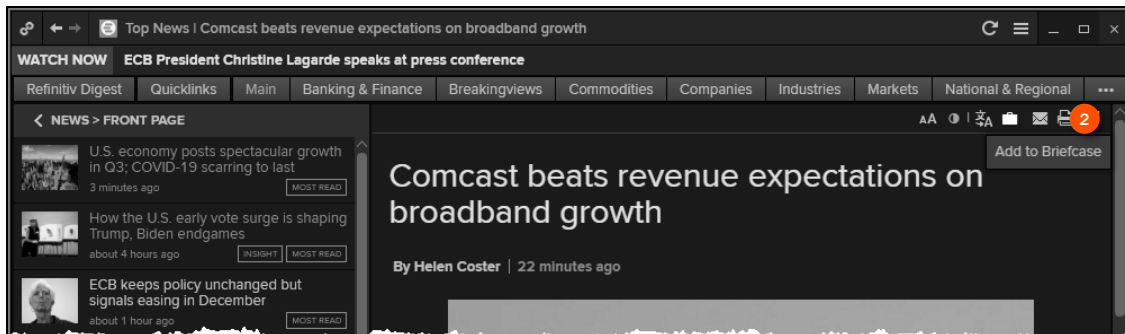 Top News | Comcast beats revenue expectations on broadband growth
WATCH NOW ECB President Christine Lagarde speaks at press conference
Refinitiv Digest Quicklinks Main Banking & Finance Breakingviews Commodities Companies Industries Markets National & Regional ...
NEWS > FRONT PAGE
U.S. economy posts spectacular growth
in Q3; COVID-19 scarring to last
3 minutes ago MOST READ
How the U.S. early vote surge is shaping
Trump, Biden endgames
about 4 hours ago INSIGHT MOST READ
ECB keeps policy unchanged but
signals easing in December
about 1 hour ago MOST READ
AA 文A 2
Add to Briefcase
Comcast beats revenue expectations on
broadband growth
By Helen Coster | 22 minutes ago